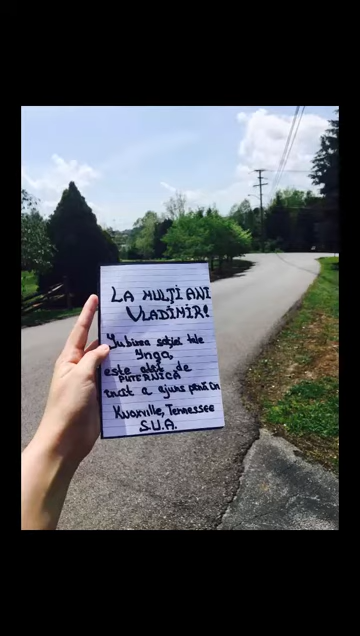 LA MULȚI ANI
VLADIMIR!
Iubirea soției tale
Inga,
este atât de
PUTERNICĂ
încât a ajuns până în
Knoxville, Tennessee
S.U.A.